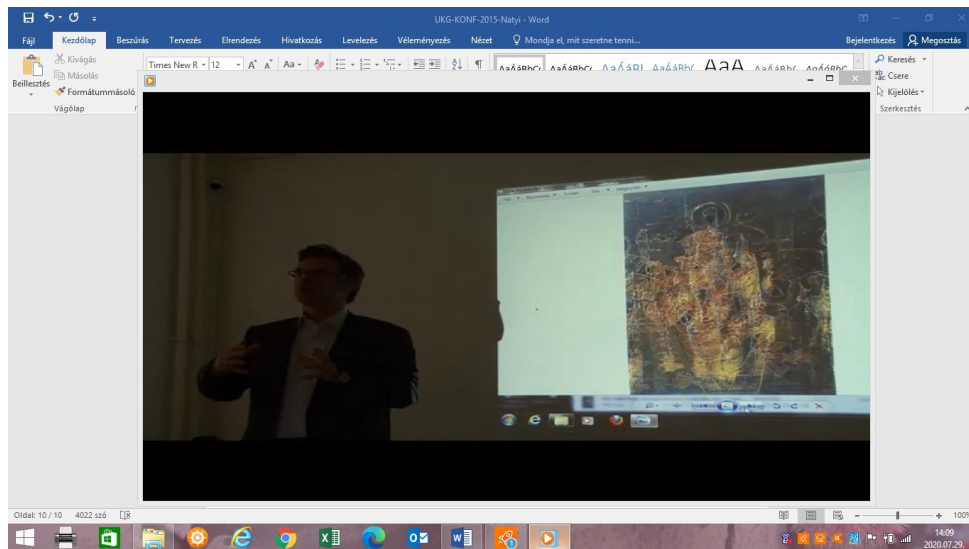 UKG-KONF-2015-Natyi - Word
Fájl Kezdőlap Beszúrás Tervezés Elrendezés Hivatkozás Levelezés Véleményezés Nézet Mondja el, mit szeretne tenni... Bejelentkezés Megosztás
Beillesztés
Kivágás
Másolás
Formátummásoló
Vágólap
Times New R 12
Keresés
Csere
Kijelölés
Szerkesztés
Oldal: 10 / 10 4022 szó
100%
14:09
2020.07.29.